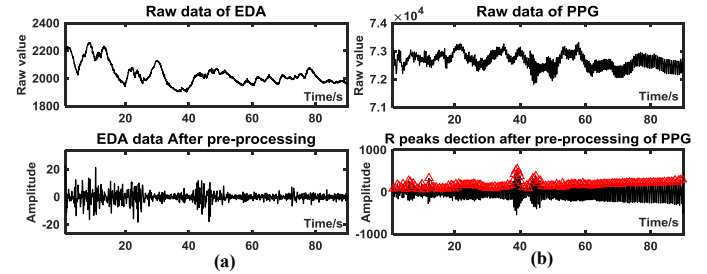 Raw data of EDA
2400
2200
2000
1800
Raw value
20
40
60
80
Time/s
EDA data After pre-processing
20
0
-20
Amplitude
20
40
60
80
Time/s
(a)
Raw data of PPG
×10⁴
7.4
7.3
7.2
7.1
Raw value
0
20
40
60
80
Time/s
R peaks dection after pre-processing of PPG
1000
0
-1000
Amplitude
0
20
40
60
80
Time/s
(b)